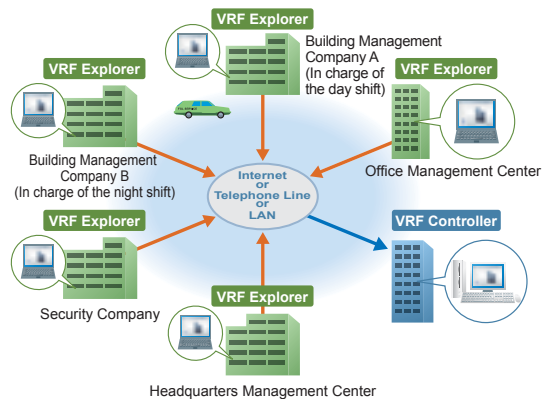 VRF Explorer
Building Management
Company A
(In charge of
the day shift)
VRF Explorer
Building Management
Company B
(In charge of the night shift)
VRF Explorer
Office Management Center
Internet
or
Telephone Line
or
LAN
VRF Explorer
Security Company
VRF Controller
VRF Explorer
Headquarters Management Center